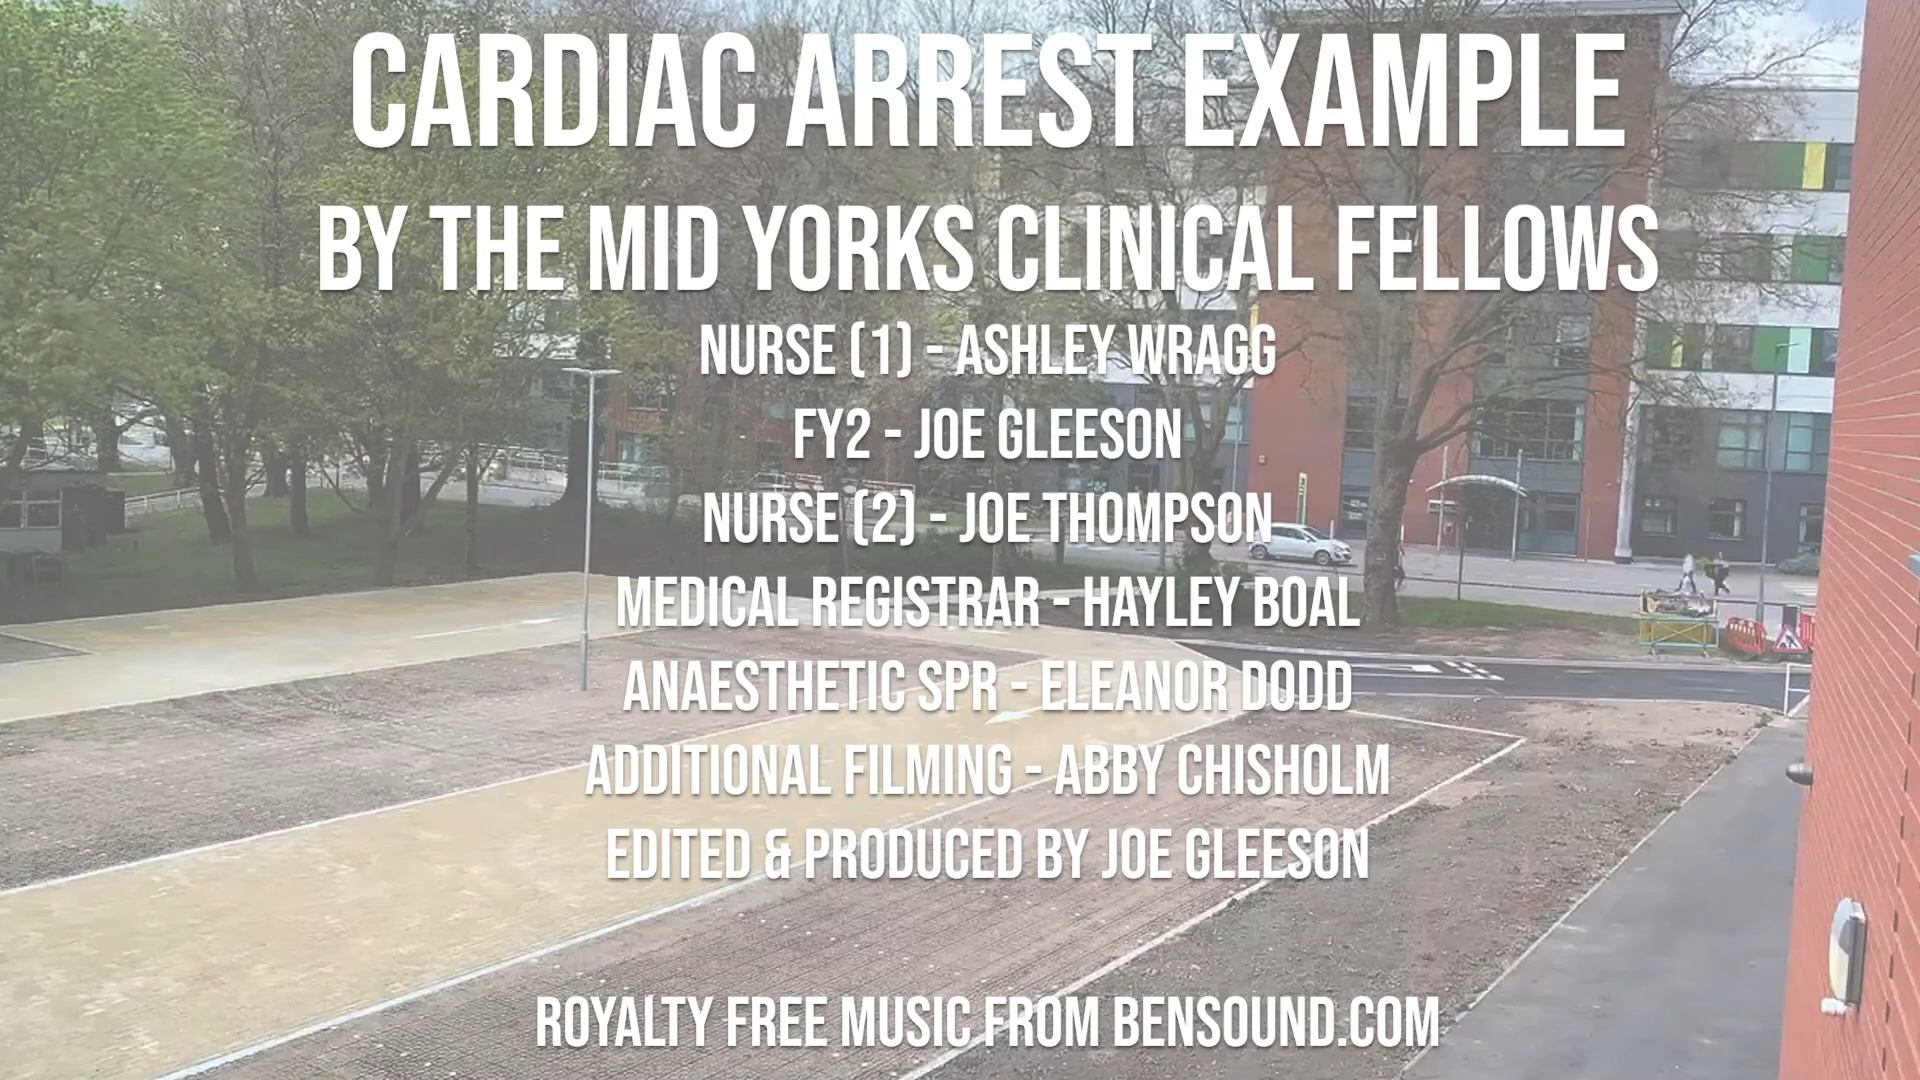 CARDIAC ARREST EXAMPLE
BY THE MID YORKS CLINICAL FELLOWS
NURSE (1) - ASHLEY WRAGG
FY2 - JOE GLEESON
NURSE (2) - JOE THOMPSON
MEDICAL REGISTRAR - HAYLEY BOAL
ANAESTHETIC SPR - ELEANOR DODD
ADDITIONAL FILMING - ABBY CHISHOLM
EDITED & PRODUCED BY JOE GLEESON
ROYALTY FREE MUSIC FROM BENSOUND.COM